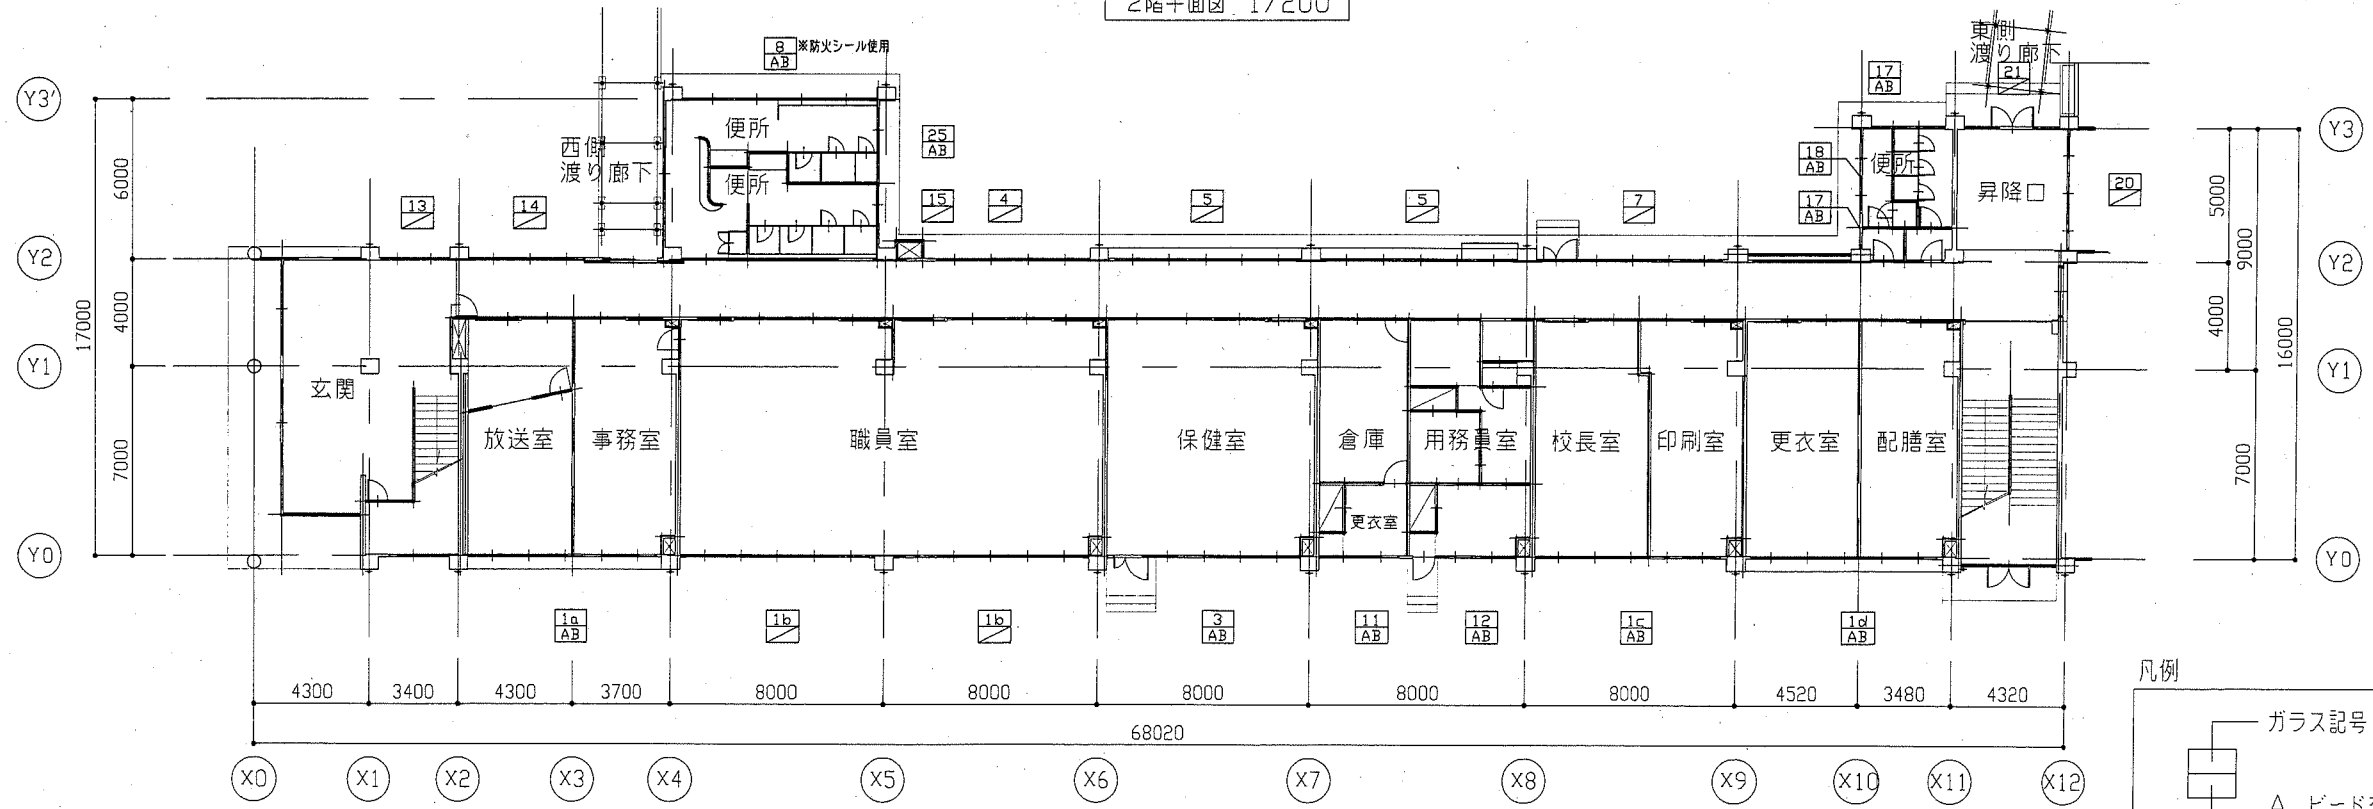 2階平面図 1/200
8
AB
※防火シール使用
東側
渡り廊下
17
AB
21
Y3'
Y3
便所
25
AB
西側
渡り廊下
便所
18
AB
便所
昇降口
20
13
14
15
4
5
5
7
17
AB
6000
5000
9000
Y2
Y2
17000
4000
4000
16000
Y1
Y1
玄関
放送室
事務室
職員室
保健室
倉庫
用務員室
校長室
印刷室
更衣室
配膳室
7000
7000
更衣室
Y0
Y0
1a
AB
1b
1b
3
AB
11
AB
12
AB
1c
AB
1d
AB
凡例
4300
3400
4300
3700
8000
8000
8000
8000
8000
4520
3480
4320
ガラス記号
68020
X0
X1
X2
X3
X4
X5
X6
X7
X8
X9
X10
X11
X12